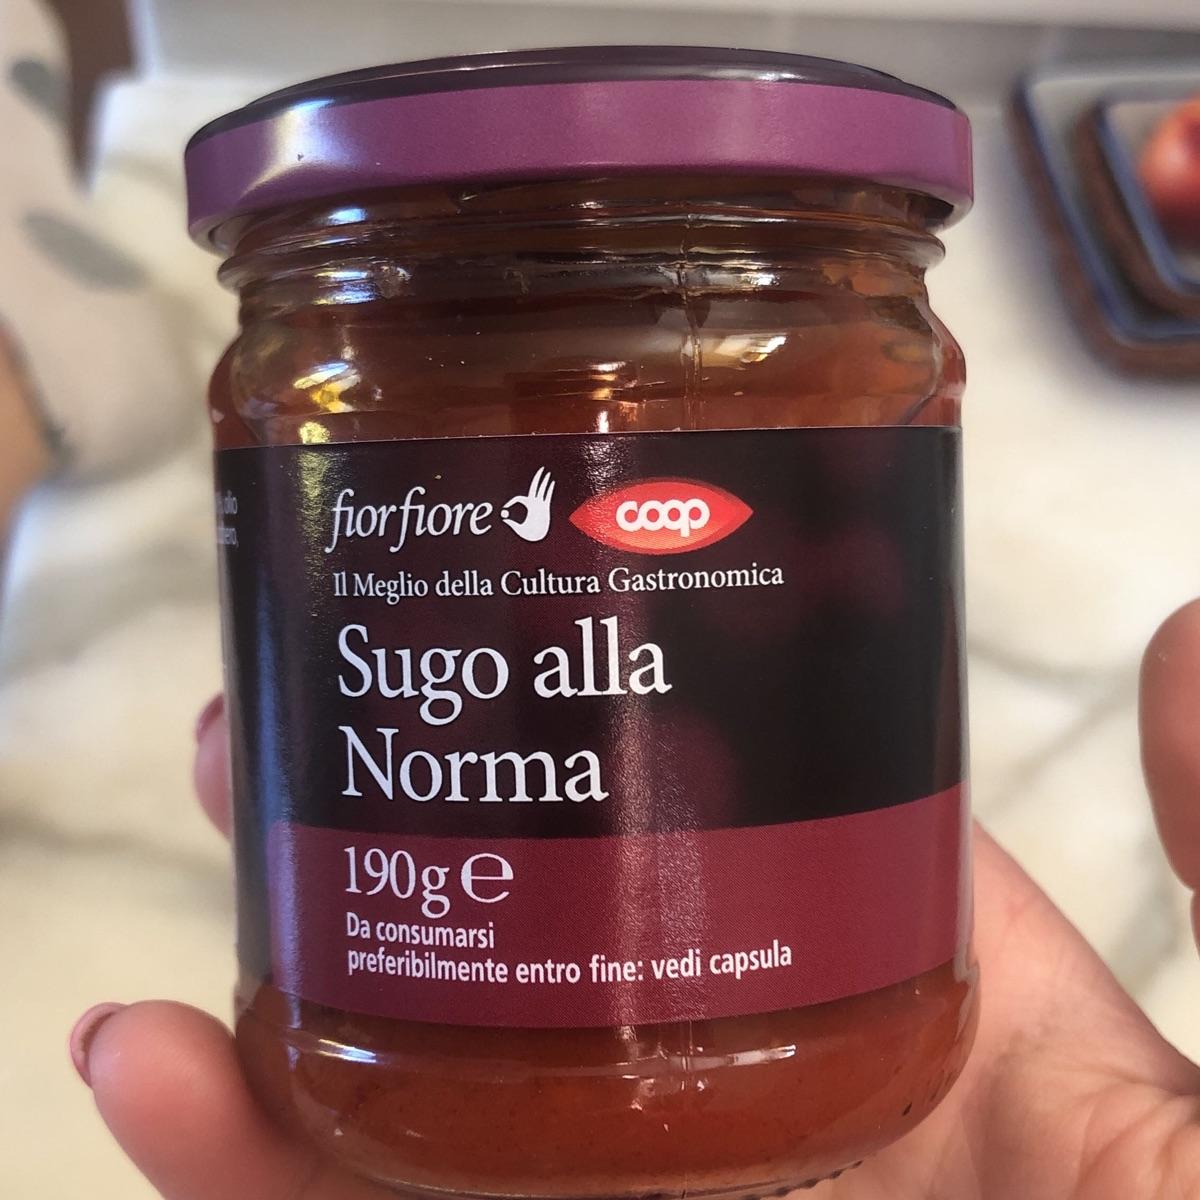 fiorfiore coop
Il Meglio della Cultura Gastronomica
Sugo alla
Norma
190g ℮
Da consumarsi
preferibilmente entro fine: vedi capsula